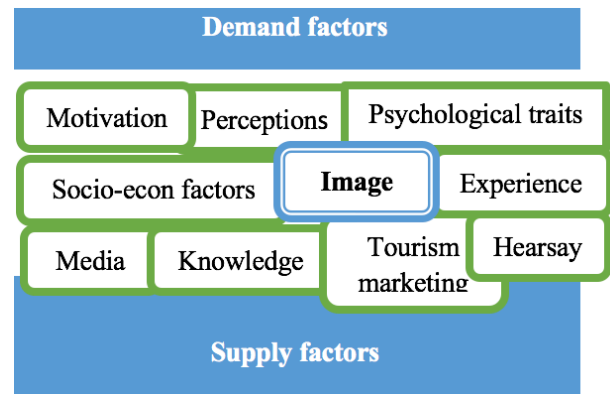 Demand factors
Motivation
Perceptions
Psychological traits
Socio-econ factors
Image
Experience
Media
Knowledge
Tourism
marketing
Hearsay
Supply factors